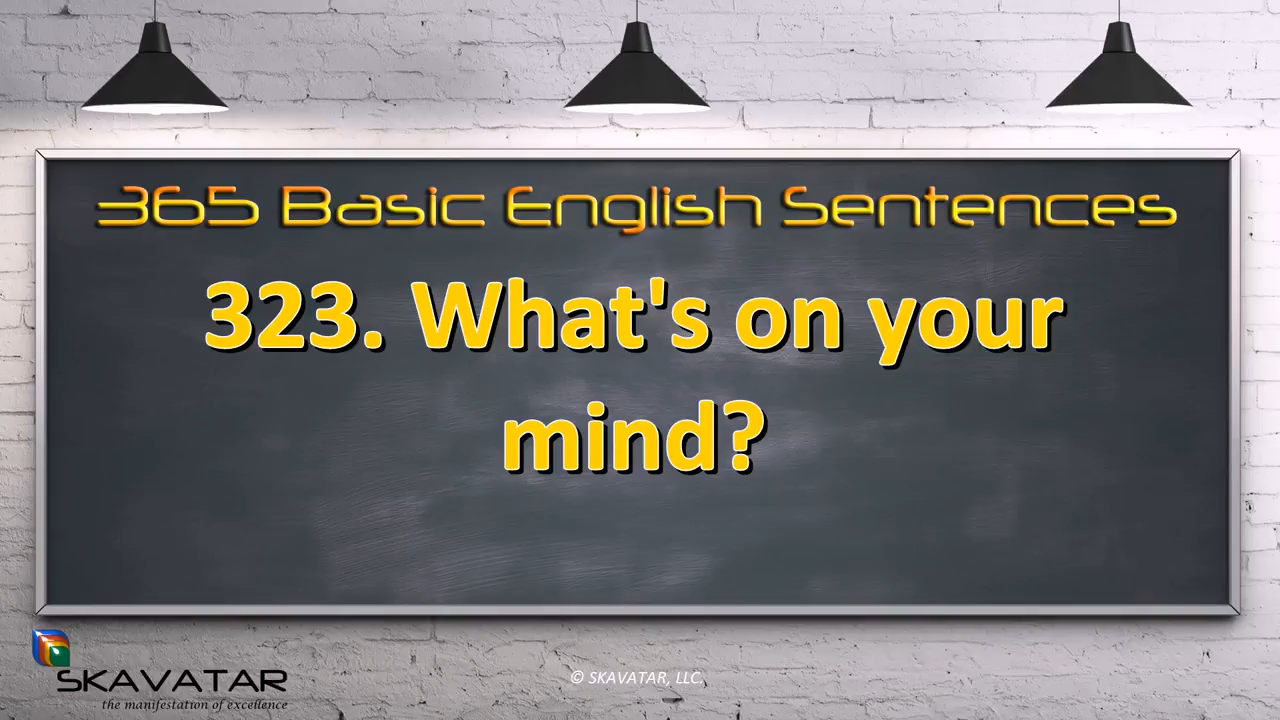 365 Basic English Sentences
323. What's on your
mind?
SKAVATAR
the manifestation of excellence
© SKAVATAR, LLC.